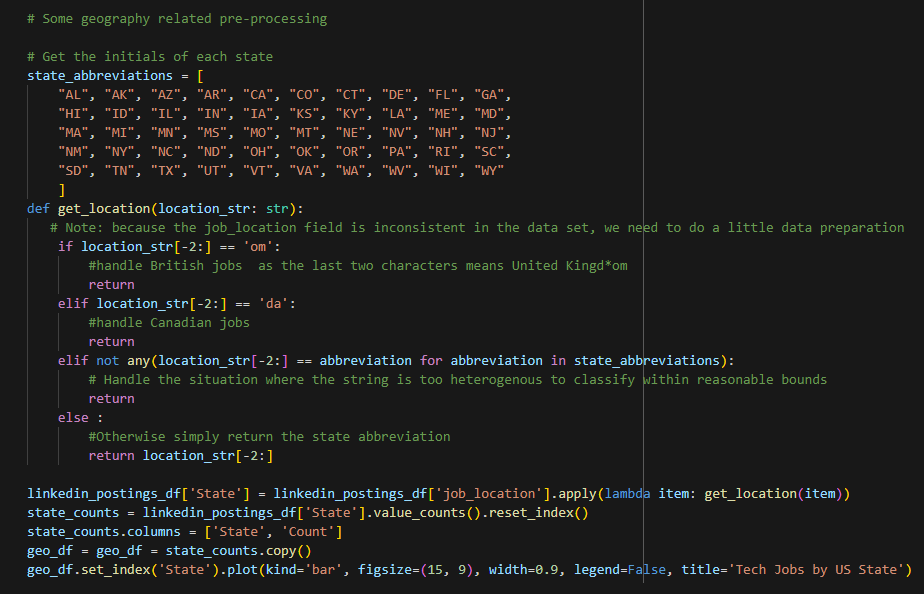 # Some geography related pre-processing
# Get the initials of each state
state_abbreviations = [
"AL", "AK", "AZ", "AR", "CA", "CO", "CT", "DE", "FL", "GA",
"HI", "ID", "IL", "IN", "IA", "KS", "KY", "LA", "ME", "MD",
"MA", "MI", "MN", "MS", "MO", "MT", "NE", "NV", "NH", "NJ",
"NM", "NY", "NC", "ND", "OH", "OK", "OR", "PA", "RI", "SC",
"SD", "TN", "TX", "UT", "VT", "VA", "WA", "WV", "WI", "WY"
]
def get_location(location_str: str):
# Note: because the job_location field is inconsistent in the data set, we need to do a little data preparation
if location_str[-2:] == 'om':
#handle British jobs  as the last two characters means United Kingd*om
return
elif location_str[-2:] == 'da':
#handle Canadian jobs
return
elif not any(location_str[-2:] == abbreviation for abbreviation in state_abbreviations):
# Handle the situation where the string is too heterogenous to classify within reasonable bounds
return
else :
#Otherwise simply return the state abbreviation
return location_str[-2:]
linkedin_postings_df['State'] = linkedin_postings_df['job_location'].apply(lambda item: get_location(item))
state_counts = linkedin_postings_df['State'].value_counts().reset_index()
state_counts.columns = ['State', 'Count']
geo_df = geo_df = state_counts.copy()
geo_df.set_index('State').plot(kind='bar', figsize=(15, 9), width=0.9, legend=False, title='Tech Jobs by US State')